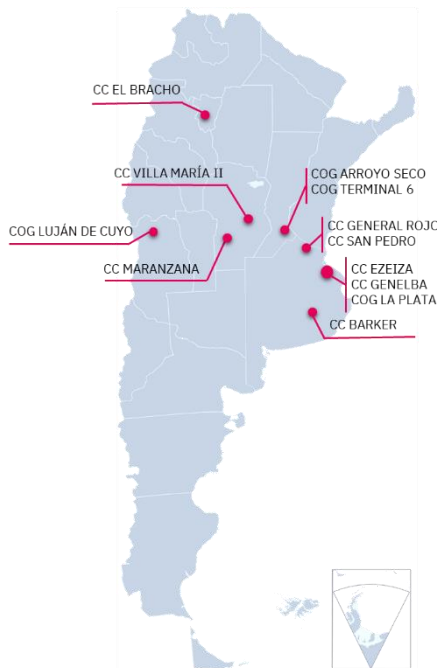 CC EL BRACHO
CC VILLA MARÍA II
COG ARROYO SECO
COG TERMINAL 6
COG LUJÁN DE CUYO
CC GENERAL ROJO
CC SAN PEDRO
CC MARANZANA
CC EZEIZA
CC GENELBA
COG LA PLATA
CC BARKER